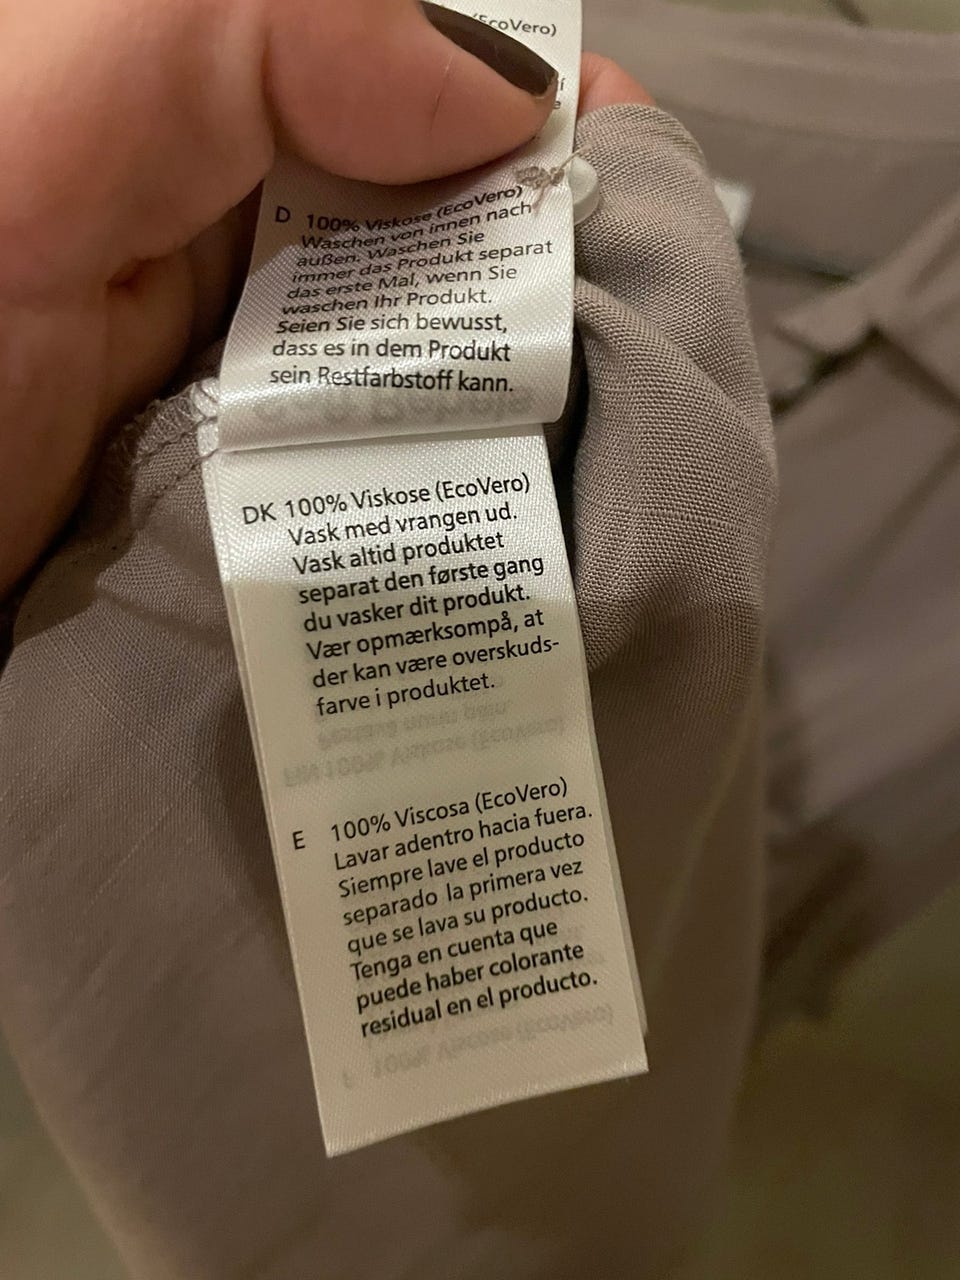 (EcoVero)
D 100% Viskose (EcoVero)
Waschen von innen nach
außen. Waschen Sie
immer das Produkt separat
das erste Mal, wenn Sie
waschen Ihr Produkt.
Seien Sie sich bewusst,
dass es in dem Produkt
sein Restfarbstoff kann.
DK 100% Viskose (EcoVero)
Vask med vrangen ud.
Vask altid produktet
separat den første gang
du vasker dit produkt.
Vær opmærksompå, at
der kan være overskuds-
farve i produktet.
E 100% Viscosa (EcoVero)
Lavar adentro hacia fuera.
Siempre lave el producto
separado la primera vez
que se lava su producto.
Tenga en cuenta que
puede haber colorante
residual en el producto.